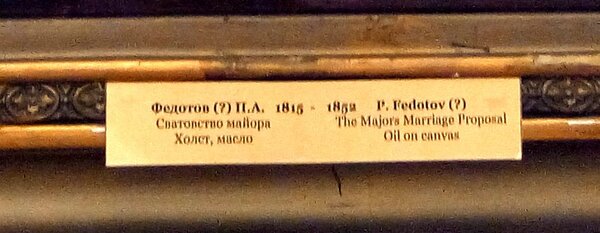 Федотов (?) П.А. 1815 - 1852 P. Fedotov (?)
Сватовство майора The Majors Marriage Proposal
Холст, масло Oil on canvas